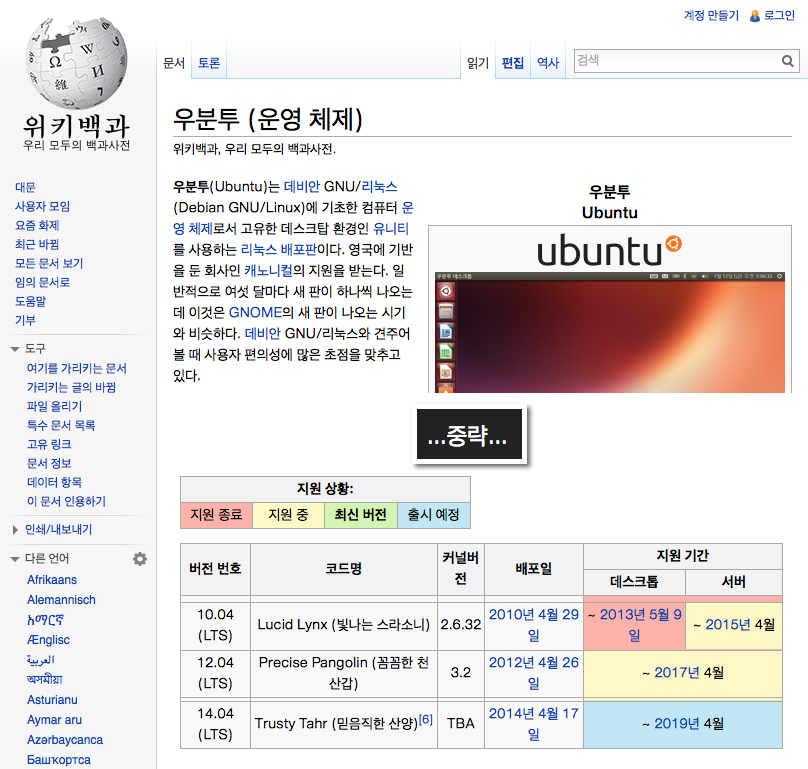 계정 만들기 로그인
위키백과
우리 모두의 백과사전
문서 토론 읽기 편집 역사 검색
우분투 (운영 체제)
위키백과, 우리 모두의 백과사전.
대문
사용자 모임
요즘 화제
최근 바뀜
모든 문서 보기
임의 문서로
도움말
기부
도구
여기를 가리키는 문서
가리키는 글의 바뀜
파일 올리기
특수 문서 목록
고유 링크
문서 정보
데이터 항목
이 문서 인용하기
인쇄/내보내기
다른 언어
Afrikaans
Alemannisch
አማርኛ
Ænglisc
العربية
অসমীয়া
Asturianu
Aymar aru
Azərbaycanca
Башҡортса
우분투(Ubuntu)는 데비안 GNU/리눅스
(Debian GNU/Linux)에 기초한 컴퓨터 운
영 체제로서 고유한 데스크탑 환경인 유니티
를 사용하는 리눅스 배포판이다. 영국에 기반
을 둔 회사인 캐노니컬의 지원을 받는다. 일
반적으로 여섯 달마다 새 판이 하나씩 나오는
데 이것은 GNOME의 새 판이 나오는 시기
와 비슷하다. 데비안 GNU/리눅스와 견주어
볼 때 사용자 편의성에 많은 초점을 맞추고
있다.
우분투
Ubuntu
ubuntu
우분투 데스크톱
...중략...
지원 상황:
지원 종료 지원 중 최신 버전 출시 예정
버전 번호 코드명 커널버전 배포일 지원 기간
데스크톱 서버
10.04 (LTS) Lucid Lynx (빛나는 스라소니) 2.6.32 2010년 4월 29일 ~ 2013년 5월 9일 ~ 2015년 4월
12.04 (LTS) Precise Pangolin (꼼꼼한 천산갑) 3.2 2012년 4월 26일 ~ 2017년 4월
14.04 (LTS) Trusty Tahr (믿음직한 산양)[6] TBA 2014년 4월 17일 ~ 2019년 4월